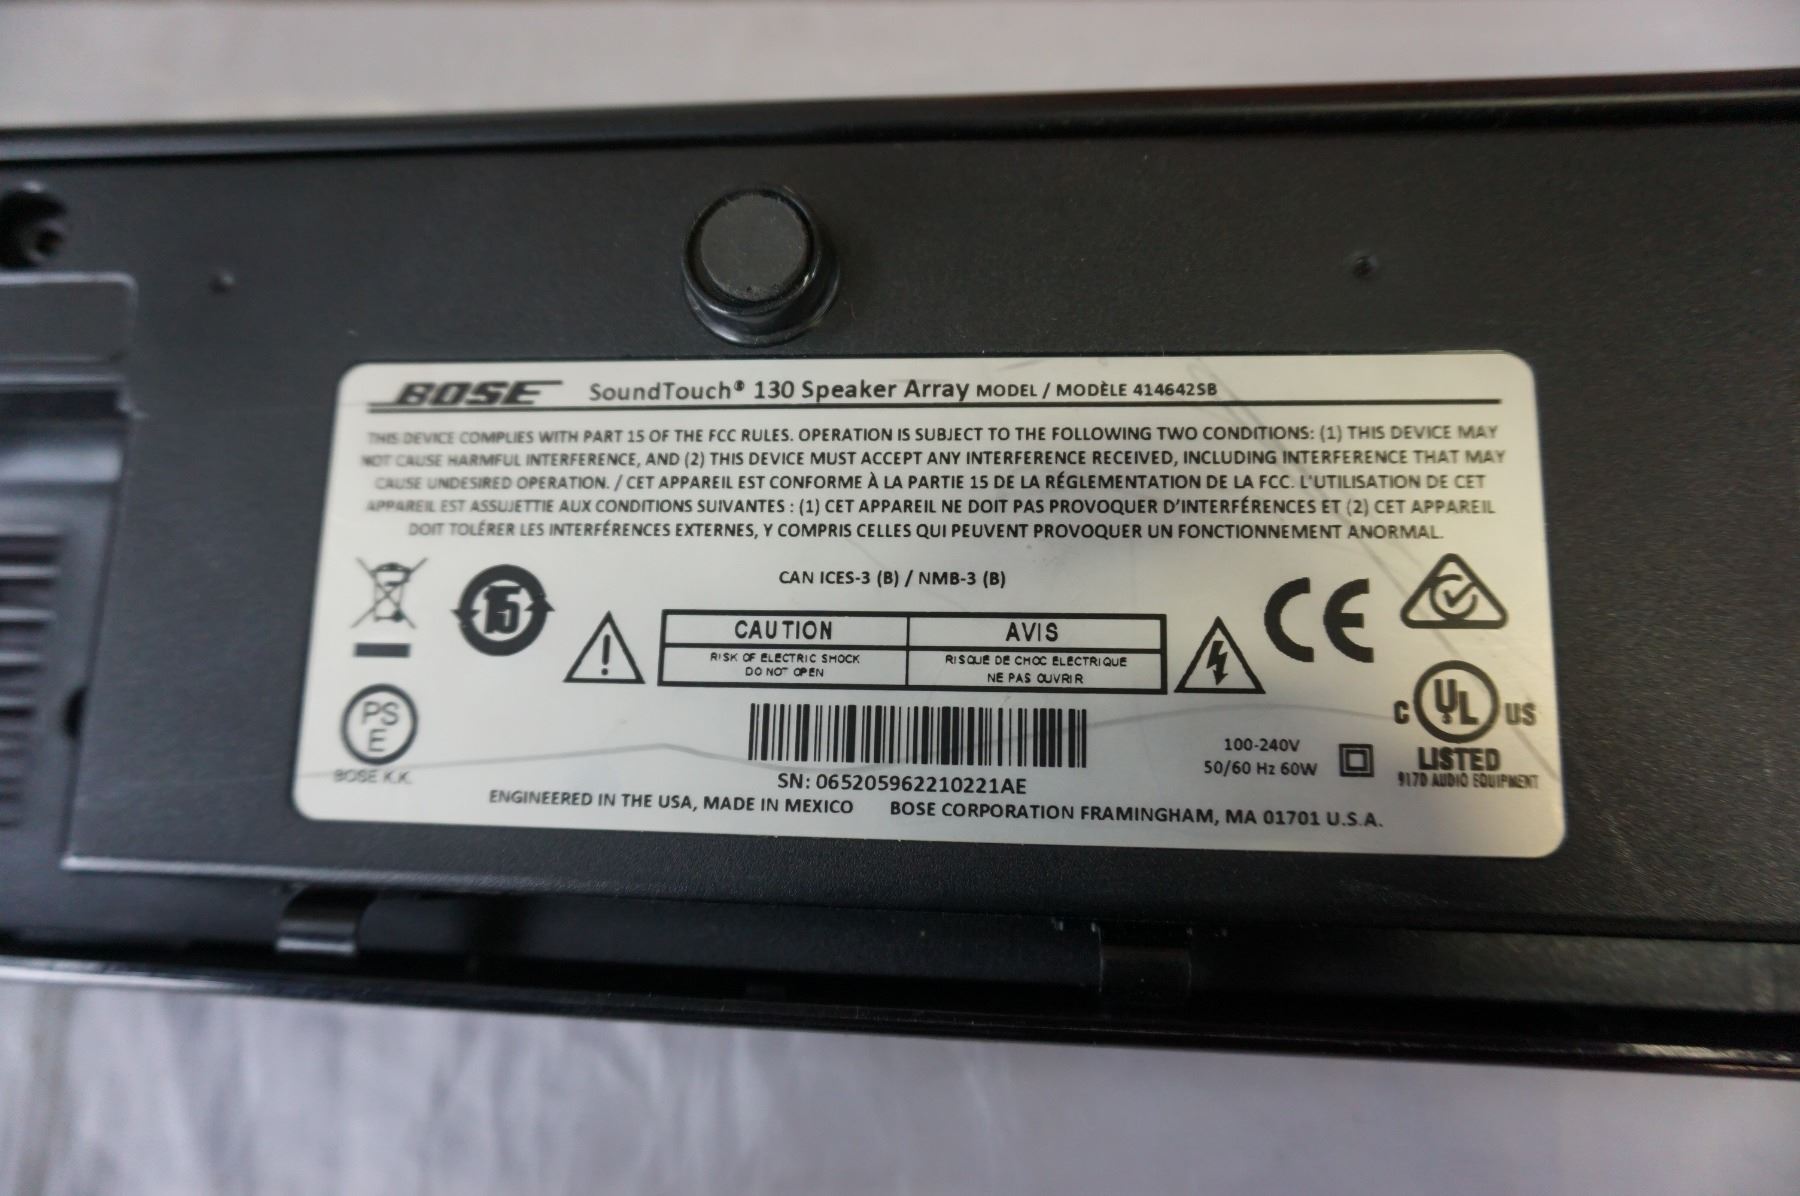 BOSE SoundTouch® 130 Speaker Array MODEL / MODÈLE 414642SB
THIS DEVICE COMPLIES WITH PART 15 OF THE FCC RULES. OPERATION IS SUBJECT TO THE FOLLOWING TWO CONDITIONS: (1) THIS DEVICE MAY
NOT CAUSE HARMFUL INTERFERENCE, AND (2) THIS DEVICE MUST ACCEPT ANY INTERFERENCE RECEIVED, INCLUDING INTERFERENCE THAT MAY
CAUSE UNDESIRED OPERATION. / CET APPAREIL EST CONFORME À LA PARTIE 15 DE LA RÉGLEMENTATION DE LA FCC. L'UTILISATION DE CET
APPAREIL EST ASSUJETTIE AUX CONDITIONS SUIVANTES : (1) CET APPAREIL NE DOIT PAS PROVOQUER D'INTERFÉRENCES ET (2) CET APPAREIL
DOIT TOLÉRER LES INTERFÉRENCES EXTERNES, Y COMPRIS CELLES QUI PEUVENT PROVOQUER UN FONCTIONNEMENT ANORMAL.
CAN ICES-3 (B) / NMB-3 (B)
15
CAUTION
RISK OF ELECTRIC SHOCK
DO NOT OPEN
AVIS
RISQUE DE CHOC ELECTRIQUE
NE PAS OUVRIR
CE
PS
E
BOSE K.K.
C UL US
LISTED
917D AUDIO EQUIPMENT
100-240V
50/60 Hz 60W
SN: 065205962210221AE
ENGINEERED IN THE USA, MADE IN MEXICO BOSE CORPORATION FRAMINGHAM, MA 01701 U.S.A.